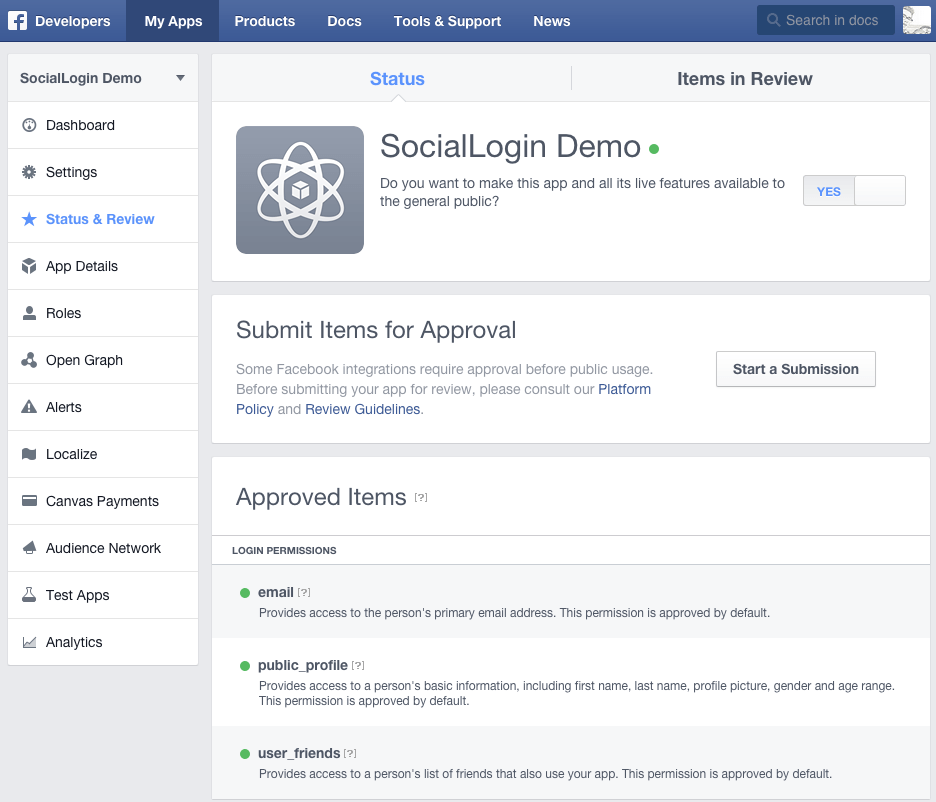 Developers My Apps Products Docs Tools & Support News Search in docs
SocialLogin Demo
Dashboard
Settings
Status & Review
App Details
Roles
Open Graph
Alerts
Localize
Canvas Payments
Audience Network
Test Apps
Analytics
Status Items in Review
SocialLogin Demo
Do you want to make this app and all its live features available to
the general public?
YES
Submit Items for Approval
Some Facebook integrations require approval before public usage.
Before submitting your app for review, please consult our Platform
Policy and Review Guidelines.
Start a Submission
Approved Items [?]
LOGIN PERMISSIONS
email [?]
Provides access to the person's primary email address. This permission is approved by default.
public_profile [?]
Provides access to a person's basic information, including first name, last name, profile picture, gender and age range.
This permission is approved by default.
user_friends [?]
Provides access to a person's list of friends that also use your app. This permission is approved by default.